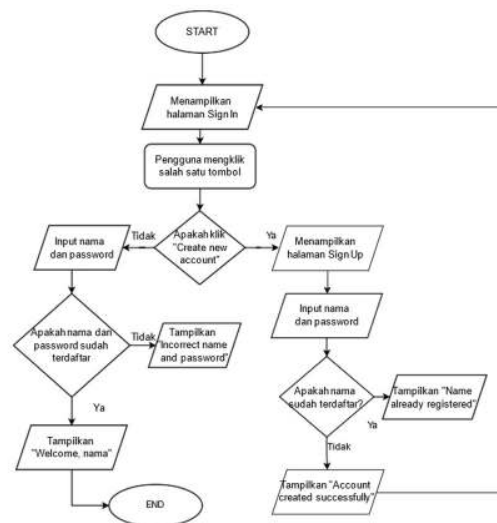 START
Menampilkan
halaman Sign In
Pengguna mengklik
salah satu tombol
Apakah klik
"Create new
account"
Tidak
Ya
Input nama
dan password
Menampilkan
halaman Sign Up
Input nama
dan password
Apakah nama dan
password sudah
terdaftar
Tidak
Tampilkan
"Incorrect name
and password"
Apakah nama
sudah terdaftar?
Tampilkan "Name
already registered"
Ya
Ya
Tidak
Tampilkan
"Welcome, nama"
END
Tampilkan "Account
created successfully"